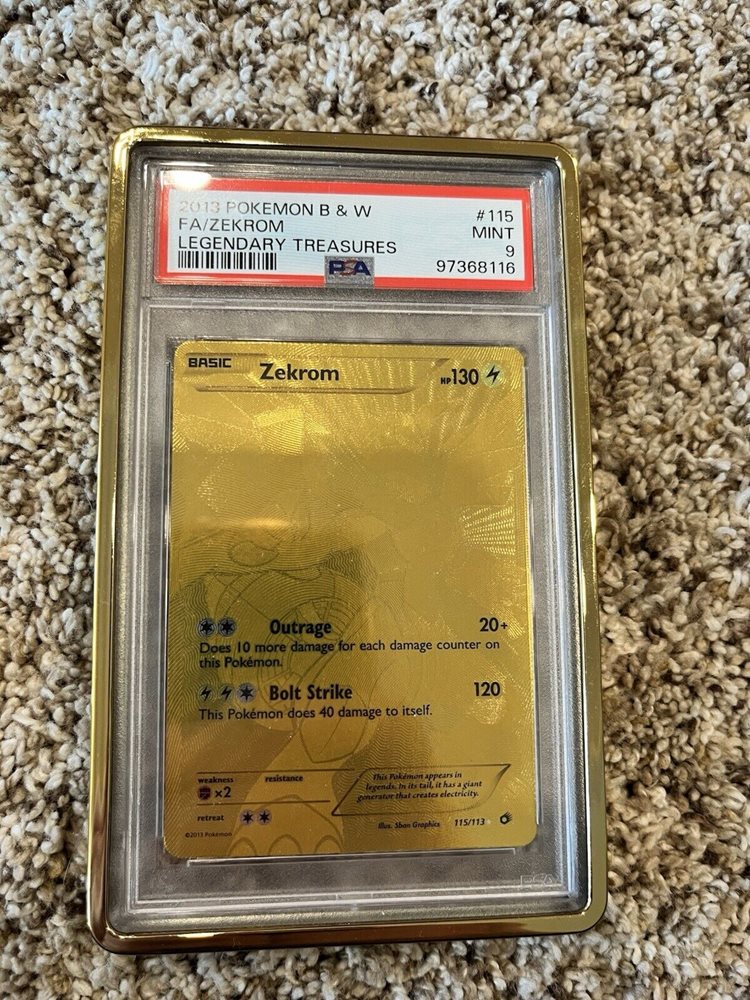 2013 POKEMON B & W #115
FA/ZEKROM MINT
LEGENDARY TREASURES 9
PSA 97368116
BASIC Zekrom HP130
Outrage 20+
Does 10 more damage for each damage counter on
this Pokémon.
Bolt Strike 120
This Pokémon does 40 damage to itself.
weakness resistance
×2
This Pokémon appears in
legends. In its tail, it has a giant
generator that creates electricity.
retreat
Illus. Shan Graphics 115/113
©2013 Pokémon
PSA